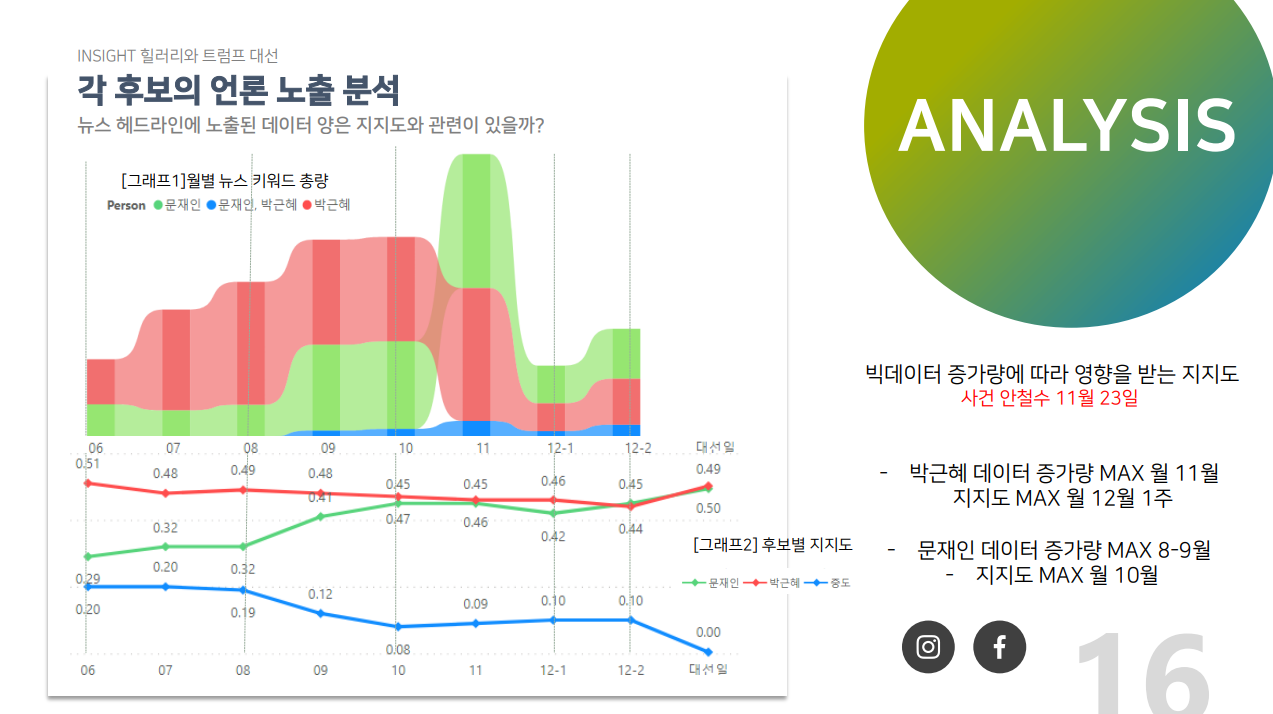 INSIGHT 힐러리와 트럼프 대선
각 후보의 언론 노출 분석
뉴스 헤드라인에 노출된 데이터 양은 지지도와 관련이 있을까?
[그래프1]월별 뉴스 키워드 총량
Person 문재인 문재인, 박근혜 박근혜
06 07 08 09 10 11 12-1 12-2 대선일
0.51 0.48 0.49 0.48 0.45 0.45 0.46 0.45 0.49
0.29 0.32 0.32 0.41 0.47 0.46 0.42 0.44 0.50
0.20 0.20 0.19 0.12 0.08 0.09 0.10 0.10 0.00
[그래프2] 후보별 지지도
문재인 박근혜 중도
06 07 08 09 10 11 12-1 12-2 대선일
ANALYSIS
빅데이터 증가량에 따라 영향을 받는 지지도
사건 안철수 11월 23일
- 박근혜 데이터 증가량 MAX 월 11월
지지도 MAX 월 12월 1주
- 문재인 데이터 증가량 MAX 8-9월
- 지지도 MAX 월 10월
16